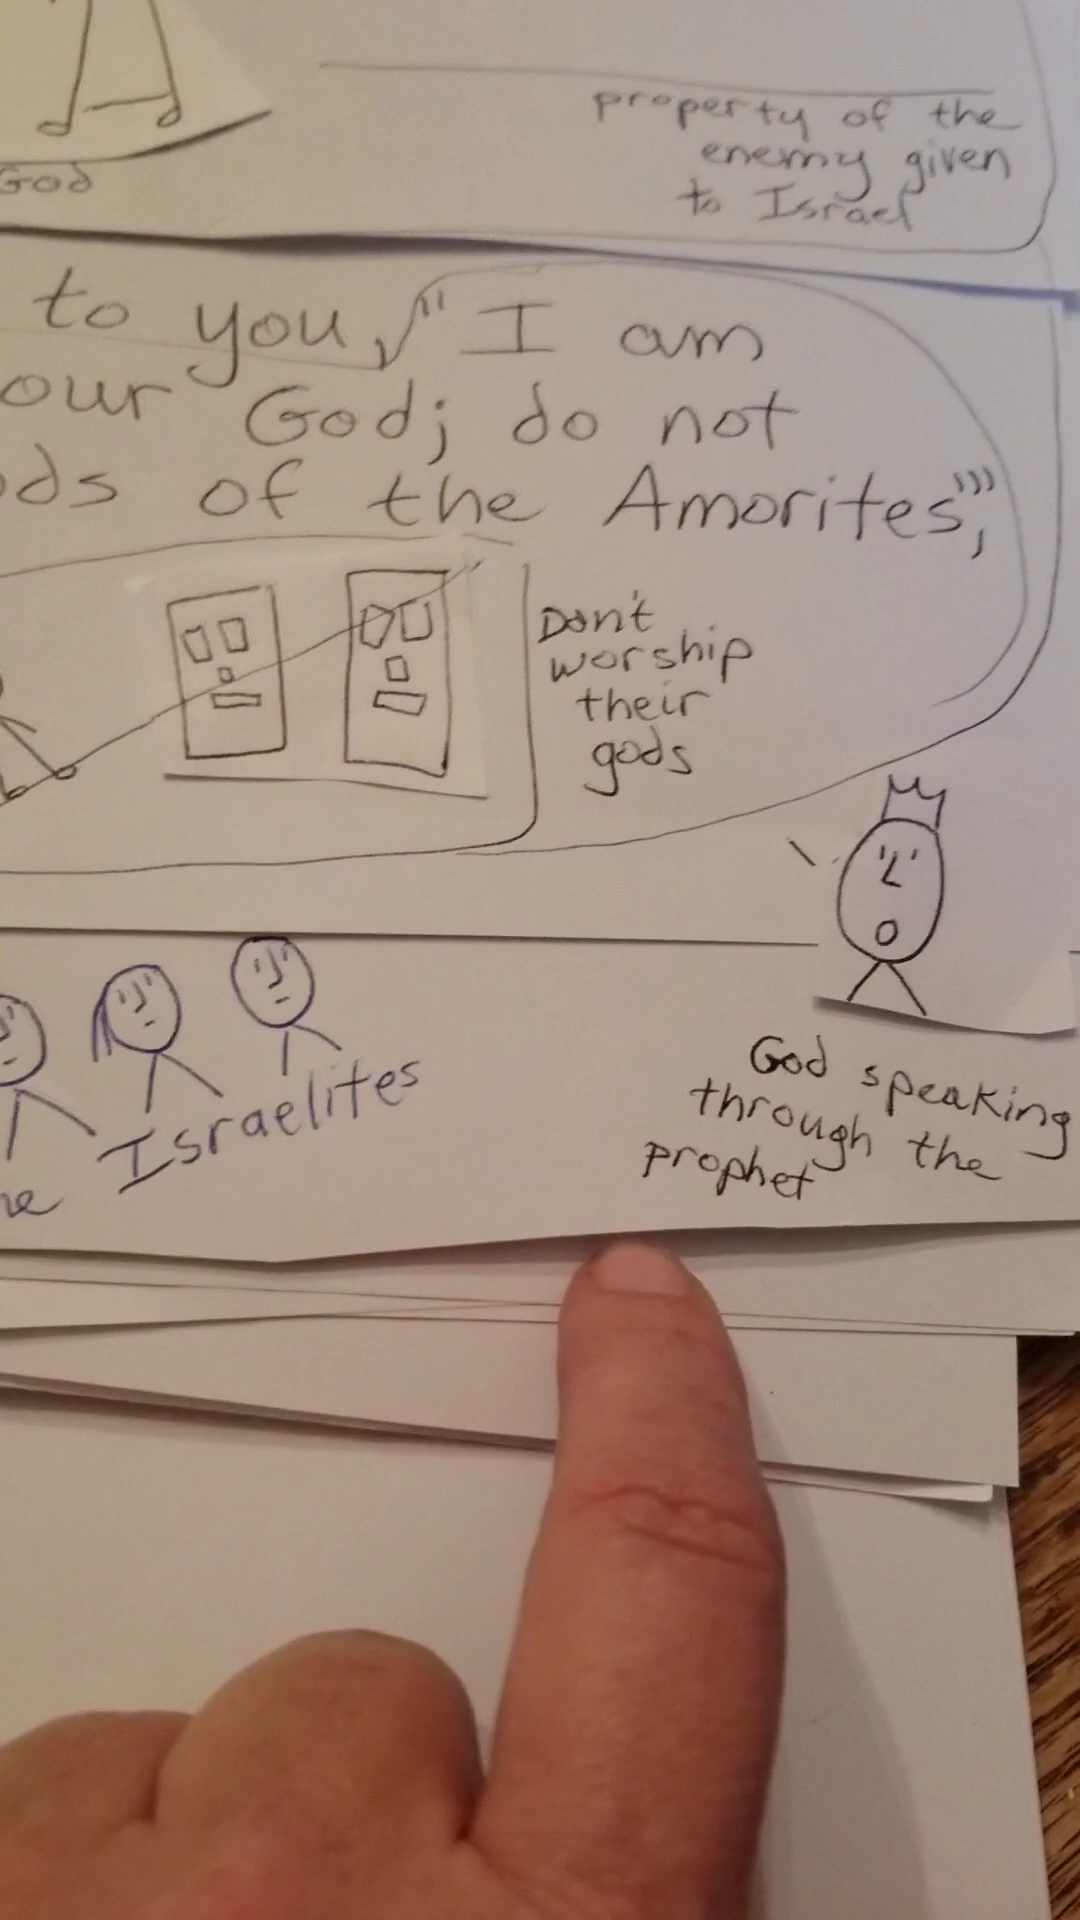 God
property of the
enemy given
to Israel
to you, " I am
our God; do not
ds of the Amorites,"'"
Don't
worship
their
gods
Israelites
he
God speaking
through the
prophet